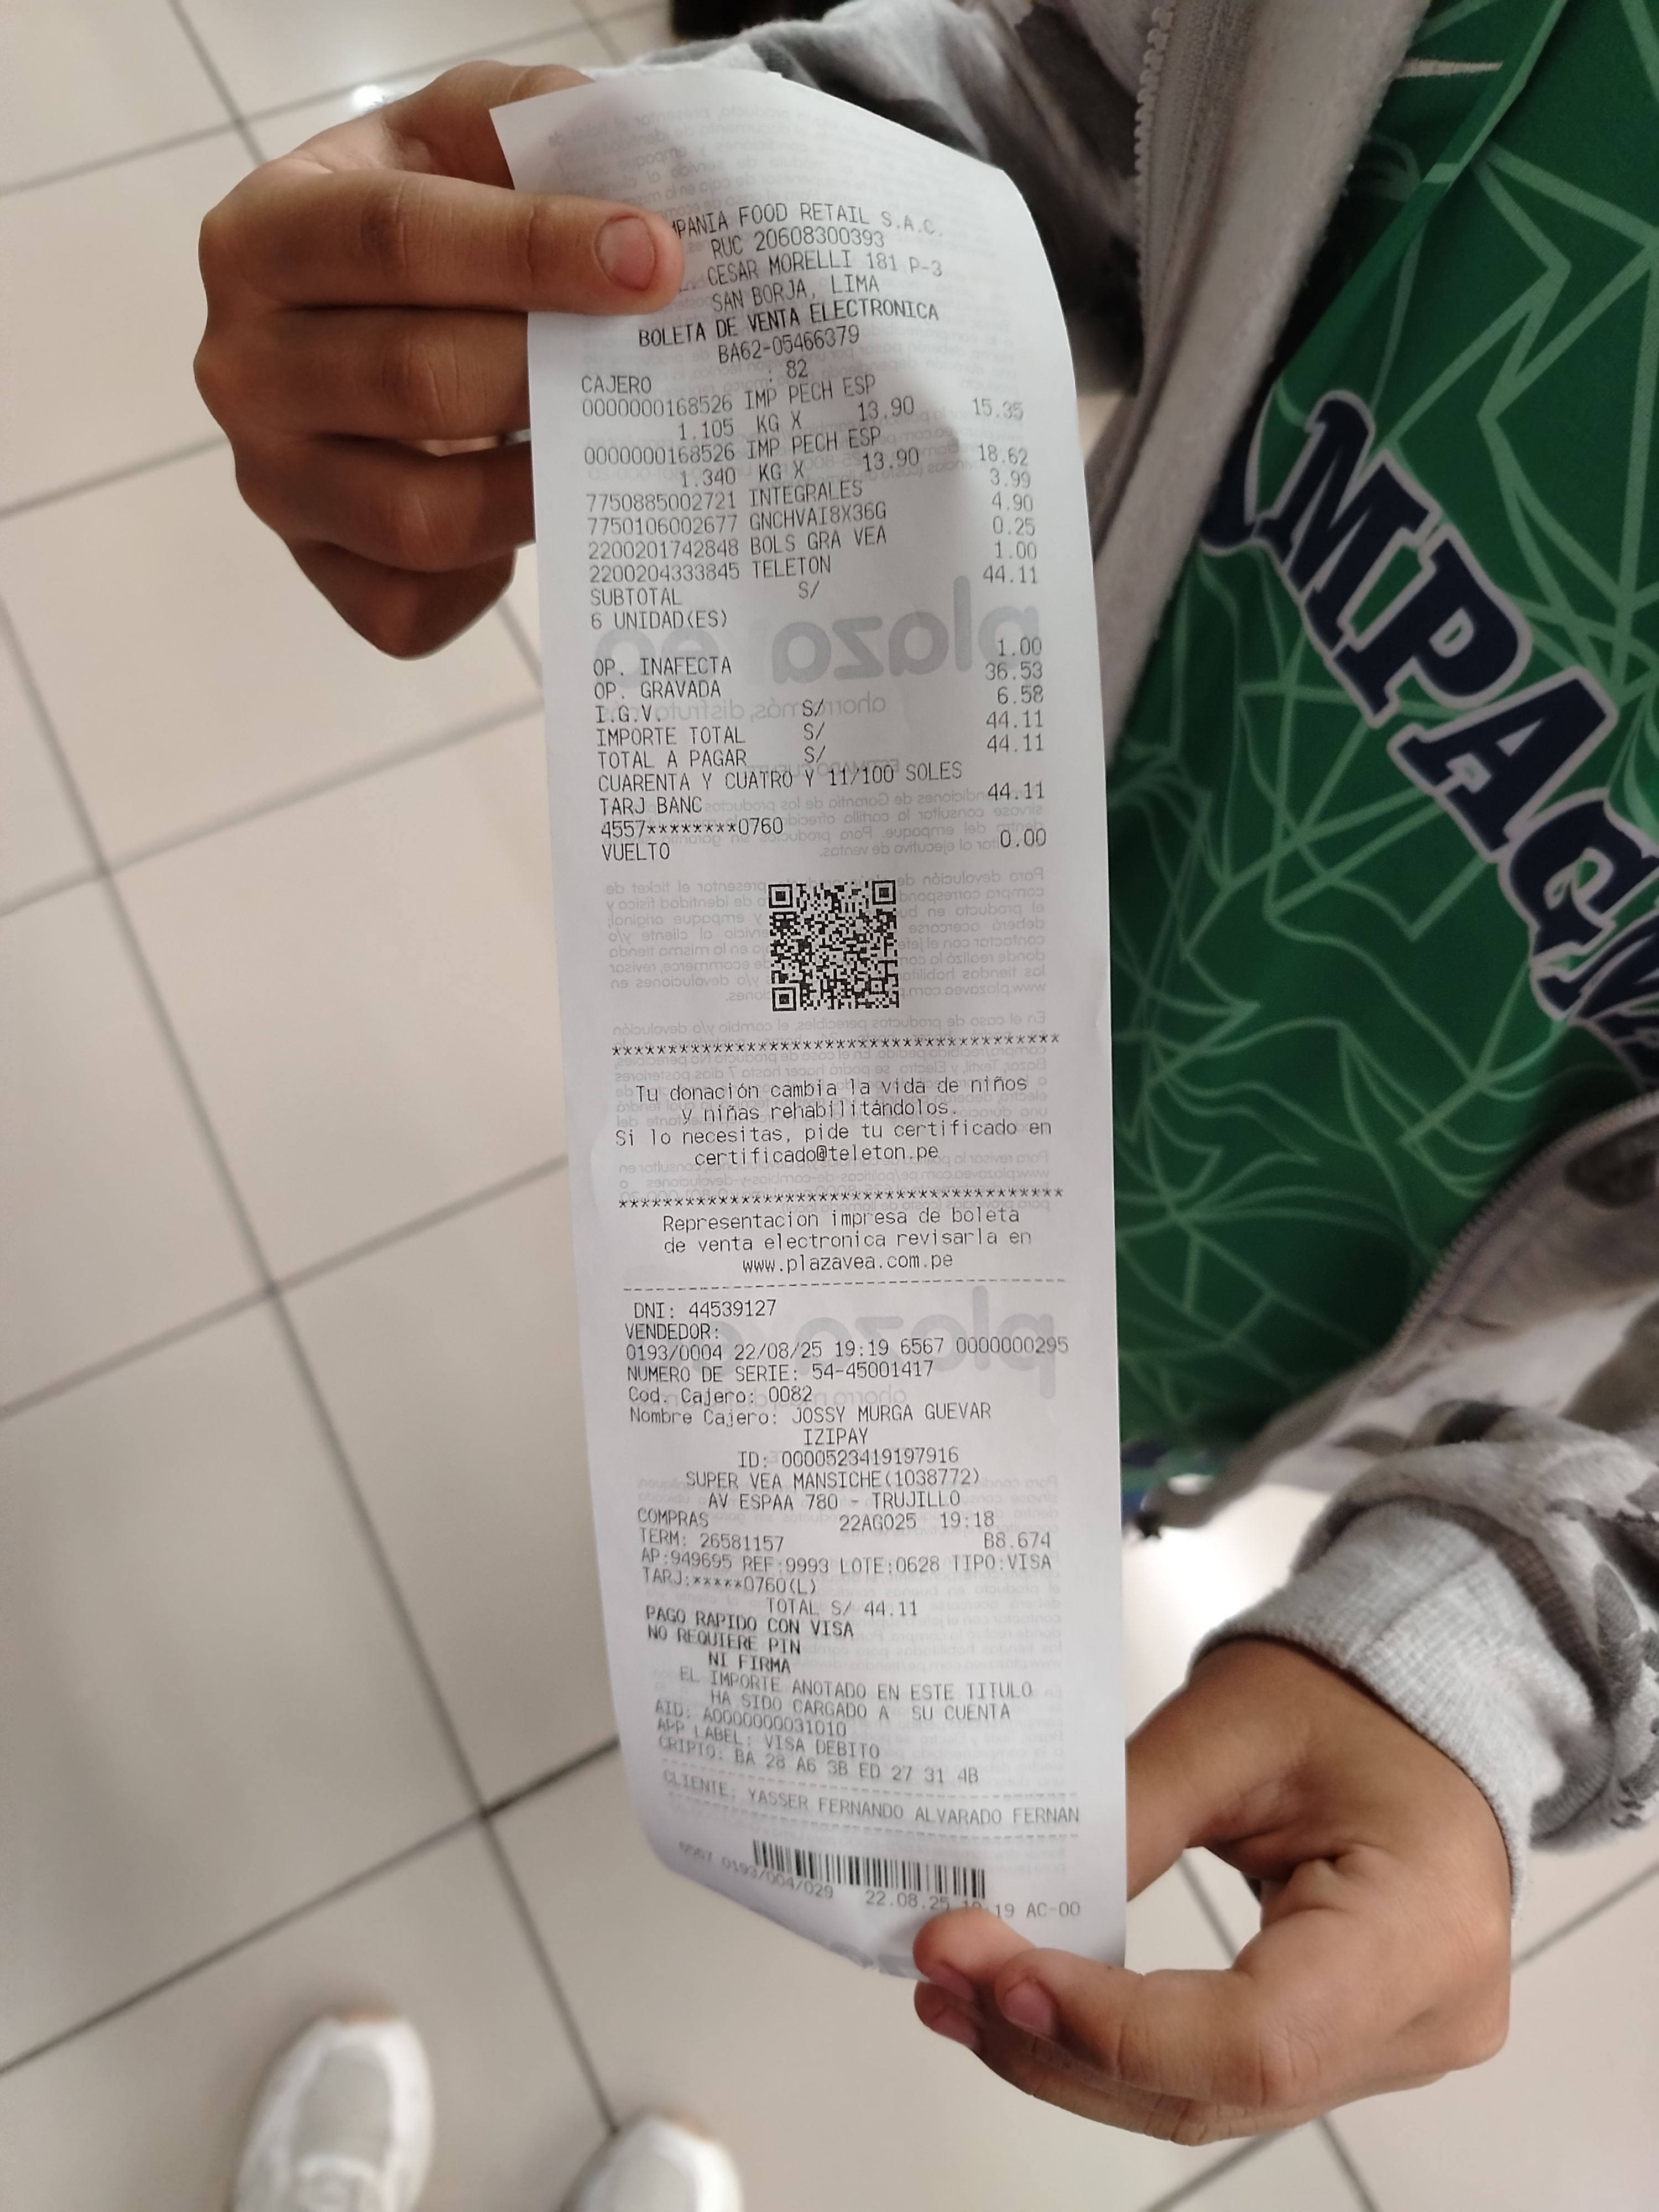 MPANIA FOOD RETAIL S.A.C.
RUC 20608300393
CESAR MORELLI 181 P-3
SAN BORJA, LIMA
BOLETA DE VENTA ELECTRONICA
BA62-05466379
CAJERO : 82
0000000168526 IMP PECH ESP
1.105 KG X 13.90 15.35
0000000168526 IMP PECH ESP
1.340 KG X 13.90 18.62
7750885002721 INTEGRALES 3.99
7750106002677 GNCHVAI8X36G 4.90
2200201742848 BOLS GRA VEA 0.25
2200204333845 TELETON 1.00
SUBTOTAL S/ 44.11
6 UNIDAD(ES)
OP. INAFECTA 1.00
OP. GRAVADA 36.53
I.G.V. S/ 6.58
IMPORTE TOTAL S/ 44.11
TOTAL A PAGAR S/ 44.11
CUARENTA Y CUATRO Y 11/100 SOLES
TARJ BANC 44.11
4557********0760
VUELTO 0.00
****************************************
Tu donación cambia la vida de niños
y niñas rehabilitándolos.
Si lo necesitas, pide tu certificado en
certificado@teleton.pe
****************************************
Representacion impresa de boleta
de venta electronica revisarla en
www.plazavea.com.pe
----------------------------------------
DNI: 44539127
VENDEDOR:
0193/0004 22/08/25 19:19 6567 0000000295
NUMERO DE SERIE: 54-45001417
Cod. Cajero: 0082
Nombre Cajero: JOSSY MURGA GUEVAR
IZIPAY
ID: 0000523419197916
SUPER VEA MANSICHE(1038772)
AV ESPAA 780 - TRUJILLO
COMPRAS 22AGO25 19:18
TERM: 26581157 B8.674
AP:949695 REF:9993 LOTE:0628 TIPO:VISA
TARJ:*****0760(L)
TOTAL S/ 44.11
PAGO RAPIDO CON VISA
NO REQUIERE PIN
NI FIRMA
EL IMPORTE ANOTADO EN ESTE TITULO
HA SIDO CARGADO A SU CUENTA
AID: A0000000031010
APP LABEL: VISA DEBITO
CRIPTO: BA 28 A6 3B ED 27 31 4B
----------------------------------------
CLIENTE: YASSER FERNANDO ALVARADO FERNAN
----------------------------------------
6567 0193/004/029 22.08.25 19:19 AC-00
MPAGN